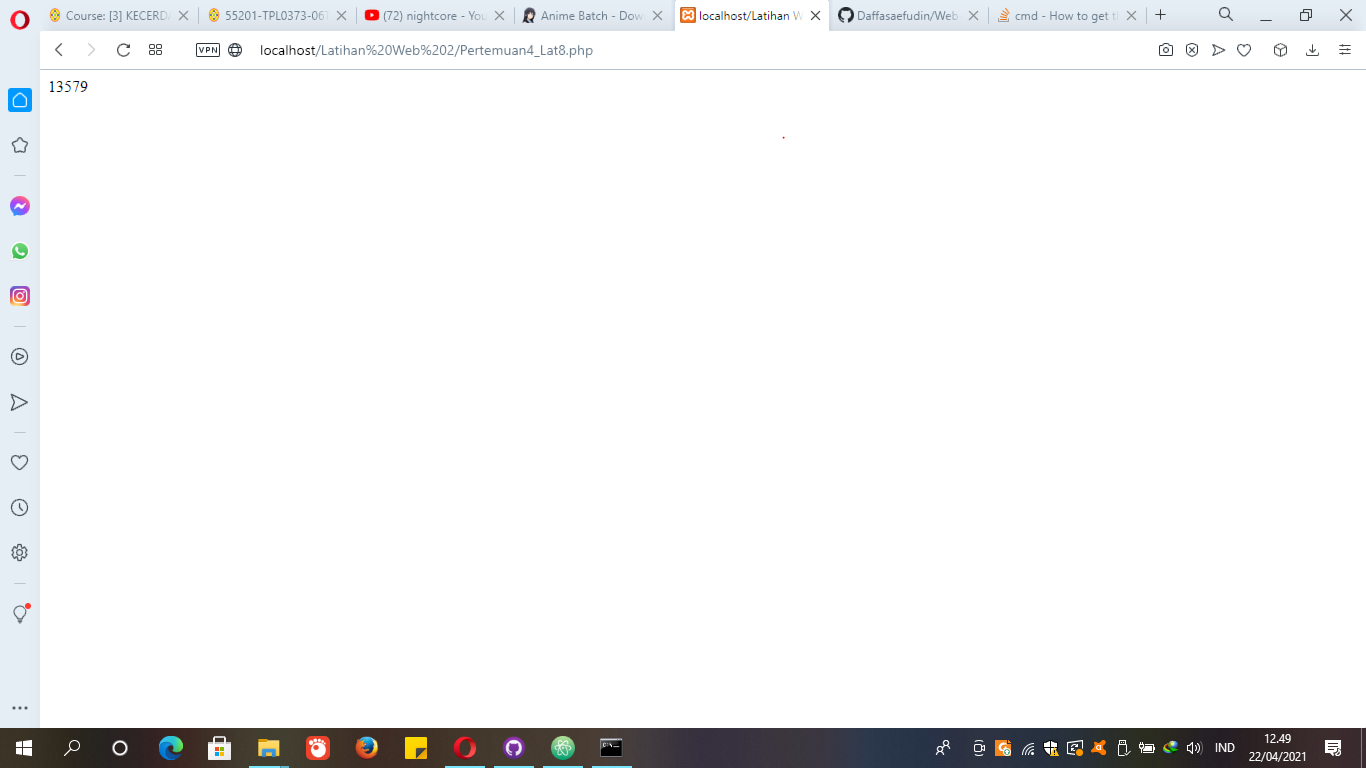 Course: [3] KECERD
55201-TPL0373-06T
(72) nightcore - You
Anime Batch - Dow
localhost/Latihan W
Daffasaefudin/Web
cmd - How to get t
VPN
localhost/Latihan%20Web%202/Pertemuan4_Lat8.php
13579
IND
12.49
22/04/2021